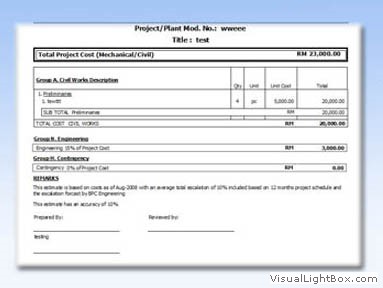 Project/Plant Mod. No.: wweee
Title : test
Total Project Cost (Mechanical/Civil) RM 23,000.00
Group A. Civil Works Description Qty Unit Unit Cost Total
1. Preliminaries
1. tewtt 4 pc 5,000.00 20,000.00
SUB TOTAL Preliminaries RM 20,000.00
TOTAL COST CIVIL WORKS RM 20,000.00
Group N. Engineering
Engineering 15% of Project Cost RM 3,000.00
Group H. Contingency
Contingency 0% of Project Cost RM 0.00
REMARKS
This estimate is based on costs as of Aug-2008 with an average total escalation of 10% included based on 12 months project schedule and
the escalation forecast by BPC Engineering
This estimate has an accuracy of 10%
Prepared By: Reviewed by:
testing
VisualLightBox.com